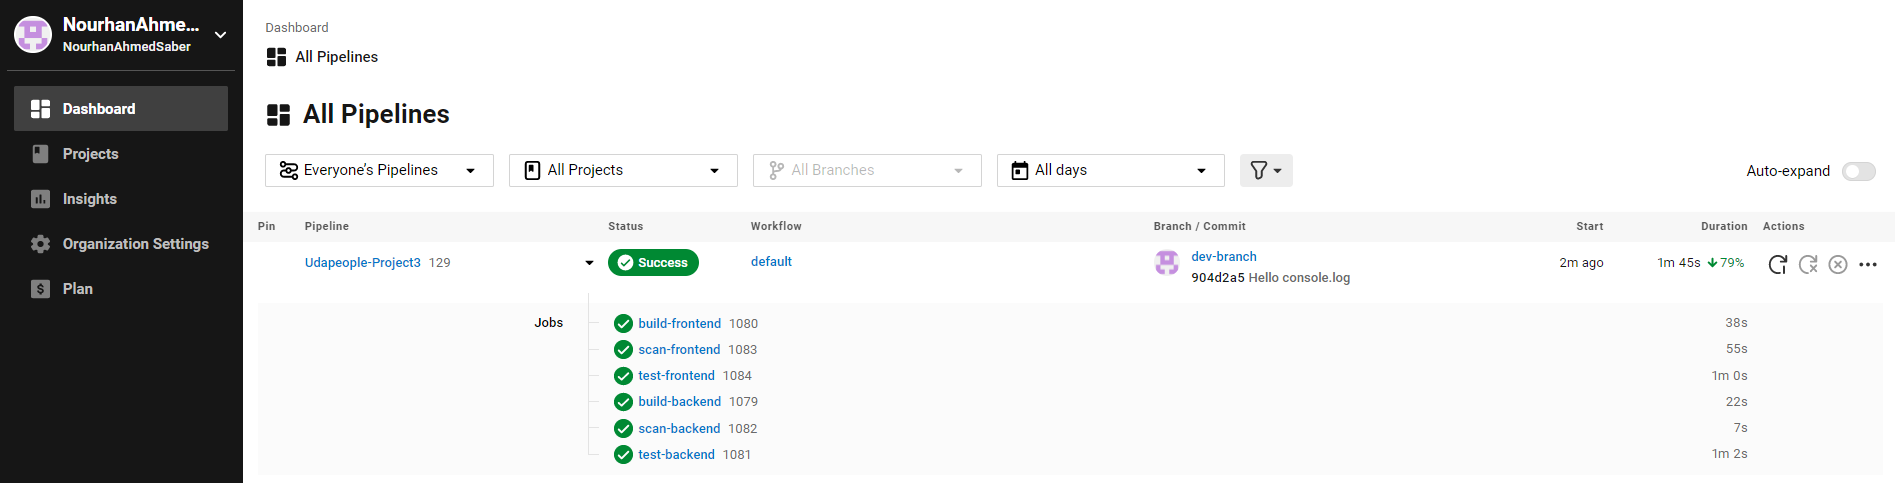 NourhanAhme...
NourhanAhmedSaber
Dashboard
Projects
Insights
Organization Settings
Plan
Dashboard
All Pipelines
All Pipelines
Everyone's Pipelines
All Projects
All Branches
All days
Auto-expand
Pin Pipeline Status Workflow Branch / Commit Start Duration Actions
Udapeople-Project3 129 Success default dev-branch 2m ago 1m 45s 79%
904d2a5 Hello console.log
Jobs
build-frontend 1080 38s
scan-frontend 1083 55s
test-frontend 1084 1m 0s
build-backend 1079 22s
scan-backend 1082 7s
test-backend 1081 1m 2s